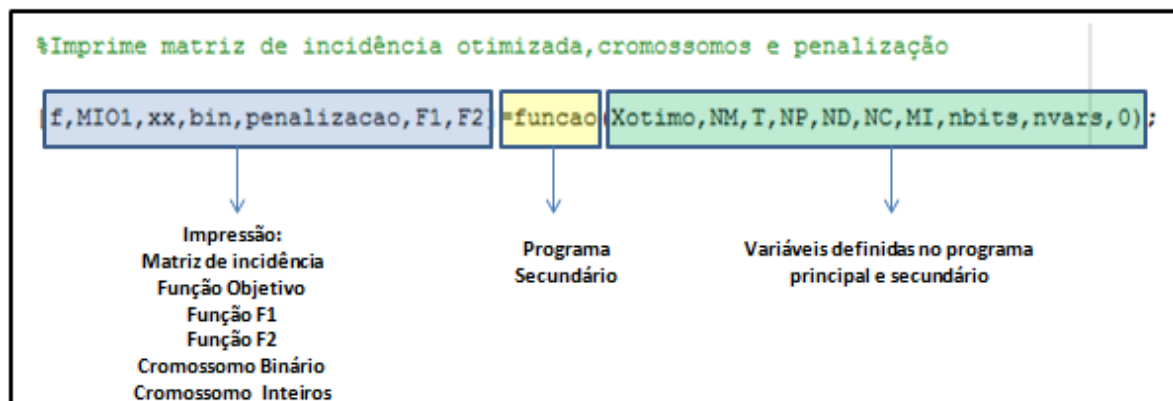 %Imprime matriz de incidência otimizada,cromossomos e penalização
[f,MIO1,xx,bin,penalizacao,F1,F2]=funcao(Xotimo,NM,T,NP,ND,NC,MI,nbits,nvars,0);
Impressão:
Matriz de incidência
Função Objetivo
Função F1
Função F2
Cromossomo Binário
Cromossomo Inteiros
Programa
Secundário
Variáveis definidas no programa
principal e secundário